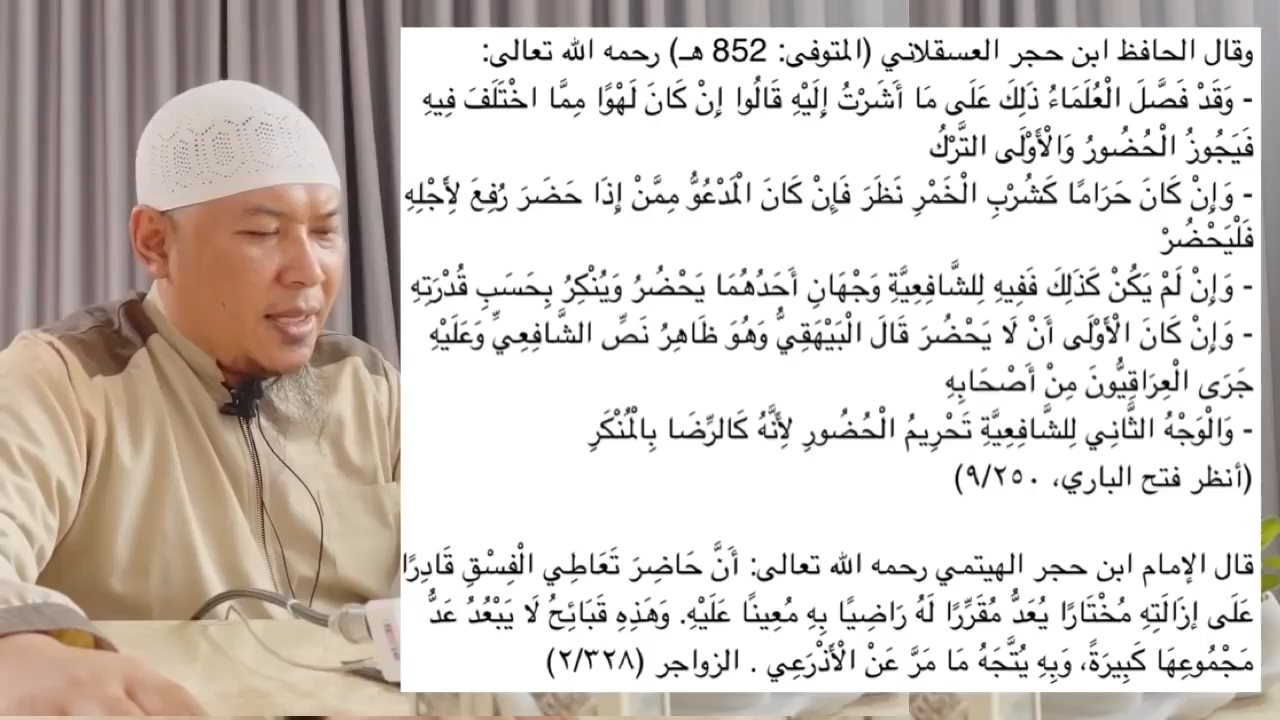 وقال الحافظ ابن حجر العسقلاني (المتوفى: 852 هـ) رحمه الله تعالى:
- وَقَدْ فَصَّلَ الْعُلَمَاءُ ذَلِكَ عَلَى مَا أَشَرْتُ إِلَيْهِ قَالُوا إِنْ كَانَ لَهْوًا مِمَّا اخْتَلَفَ فِيهِ
فَيَجُوزُ الْحُضُورُ وَالْأَوْلَى التَّرْكُ
- وَإِنْ كَانَ حَرَامًا كَشُرْبِ الْخَمْرِ نَظَرَ فَإِنْ كَانَ الْمَدْعُوُّ مِمَّنْ إِذَا حَضَرَ رُفِعَ لِأَجْلِهِ
فَلْيَحْضُرْ
- وَإِنْ لَمْ يَكُنْ كَذَلِكَ فَفِيهِ لِلشَّافِعِيَّةِ وَجْهَانِ أَحَدُهُمَا يَحْضُرُ وَيُنْكِرُ بِحَسَبِ قُدْرَتِهِ
- وَإِنْ كَانَ الْأَوْلَى أَنْ لَا يَحْضُرَ قَالَ الْبَيْهَقِيُّ وَهُوَ ظَاهِرُ نَصِّ الشَّافِعِيِّ وَعَلَيْهِ
جَرَى الْعِرَاقِيُّونَ مِنْ أَصْحَابِهِ
- وَالْوَجْهُ الثَّانِي لِلشَّافِعِيَّةِ تَحْرِيمُ الْحُضُورِ لِأَنَّهُ كَالرِّضَا بِالْمُنْكَرِ
(أنظر فتح الباري، ٩/٢٥٠)
قال الإمام ابن حجر الهيتمي رحمه الله تعالى: أَنَّ حَاضِرَ تَعَاطِي الْفِسْقِ قَادِرًا
عَلَى إزَالَتِهِ مُخْتَارًا يُعَدُّ مُقَرِّرًا لَهُ رَاضِيًا بِهِ مُعِينًا عَلَيْهِ. وَهَذِهِ قَبَائِحُ لَا يَبْعُدُ عَدُّ
مَجْمُوعِهَا كَبِيرَةً، وَبِهِ يُتَّجَهُ مَا مَرَّ عَنْ الْأَذْرَعِي . الزواجر (٢/٣٢٨)